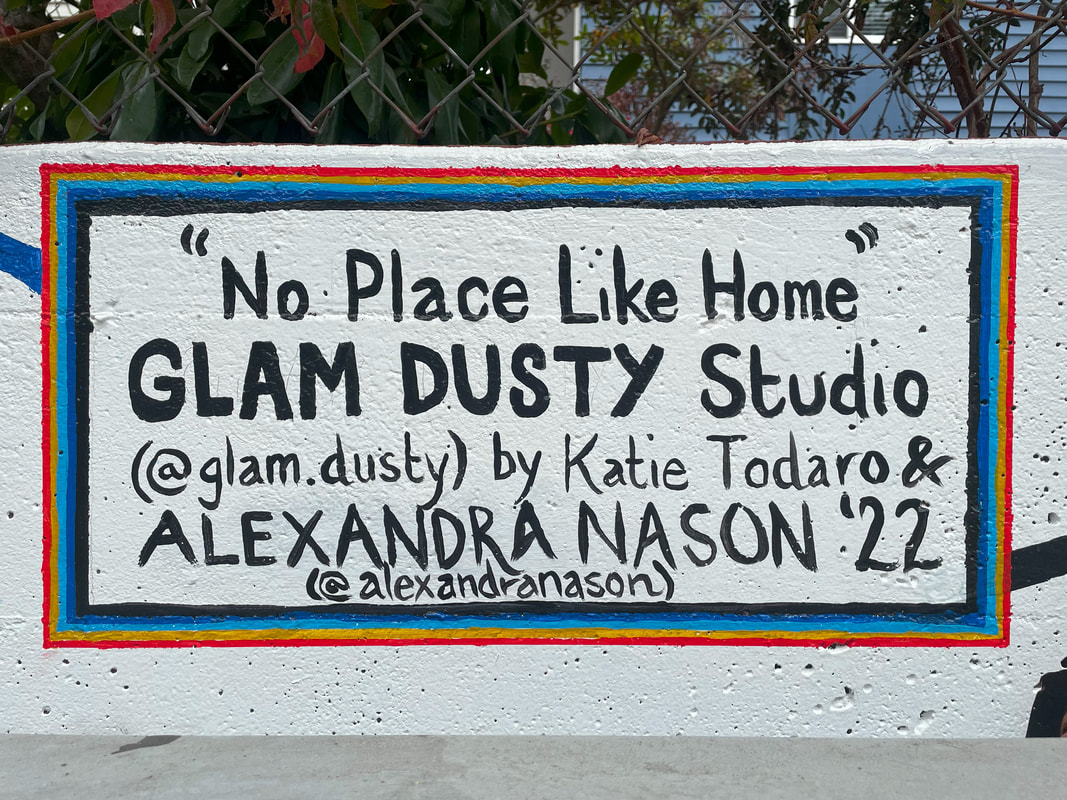 "No Place Like Home"
GLAM DUSTY Studio
(@glam.dusty) by Katie Todaro &
ALEXANDRA NASON '22
(@alexandranason)